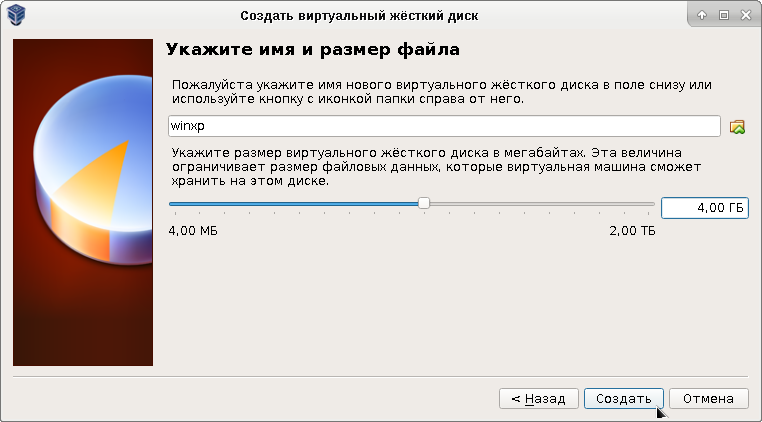 Создать виртуальный жёсткий диск
Укажите имя и размер файла
Пожалуйста укажите имя нового виртуального жёсткого диска в поле снизу или
используйте кнопку с иконкой папки справа от него.
winxp
Укажите размер виртуального жёсткого диска в мегабайтах. Эта величина
ограничивает размер файловых данных, которые виртуальная машина сможет
хранить на этом диске.
4,00 ГБ
4,00 МБ
2,00 ТБ
< Назад
Создать
Отмена